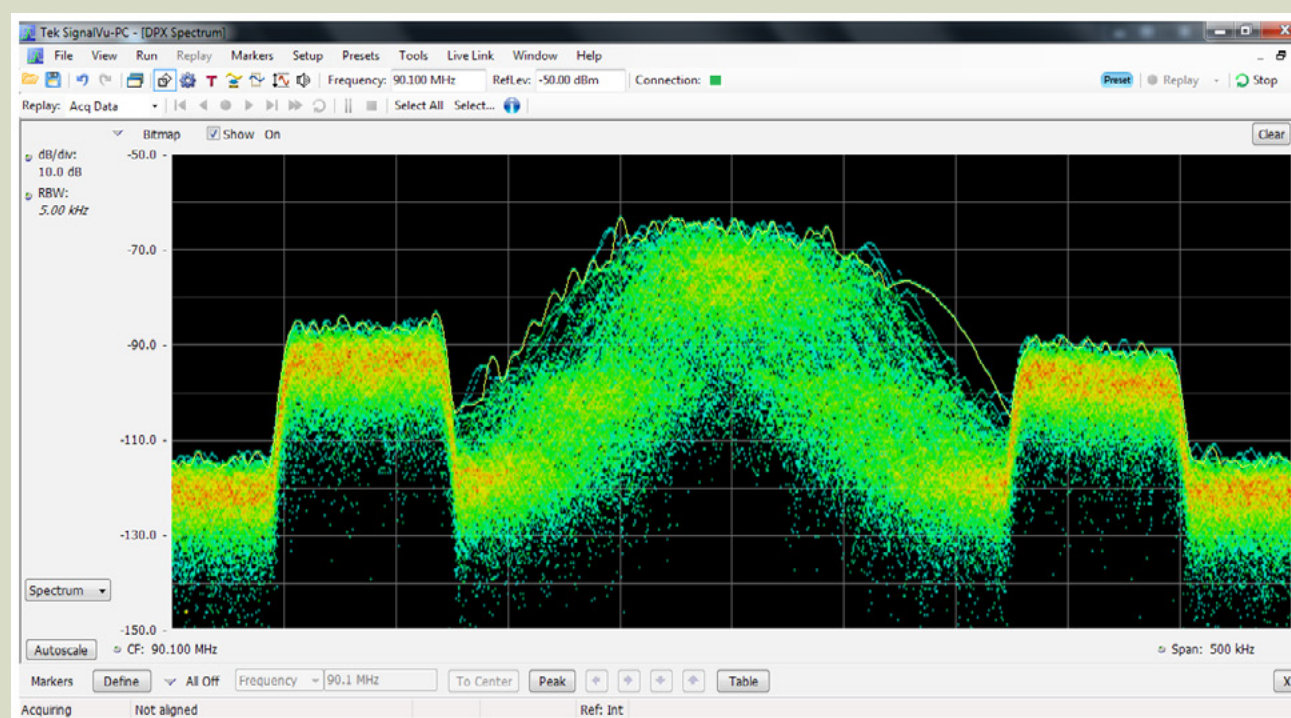 Tek SignalVu-PC - [DPX Spectrum]
File View Run Replay Markers Setup Presets Tools Live Link Window Help
T Frequency: 90.100 MHz RefLev: -50.00 dBm Connection: Preset Replay Stop
Replay: Acq Data Select All Select...
Bitmap Show On Clear
dB/div: -50.0
10.0 dB
RBW:
5.00 kHz
-70.0
-90.0
-110.0
-130.0
Spectrum
-150.0
Autoscale CF: 90.100 MHz Span: 500 kHz
Markers Define All Off Frequency 90.1 MHz To Center Peak Table X
Acquiring Not aligned Ref: Int